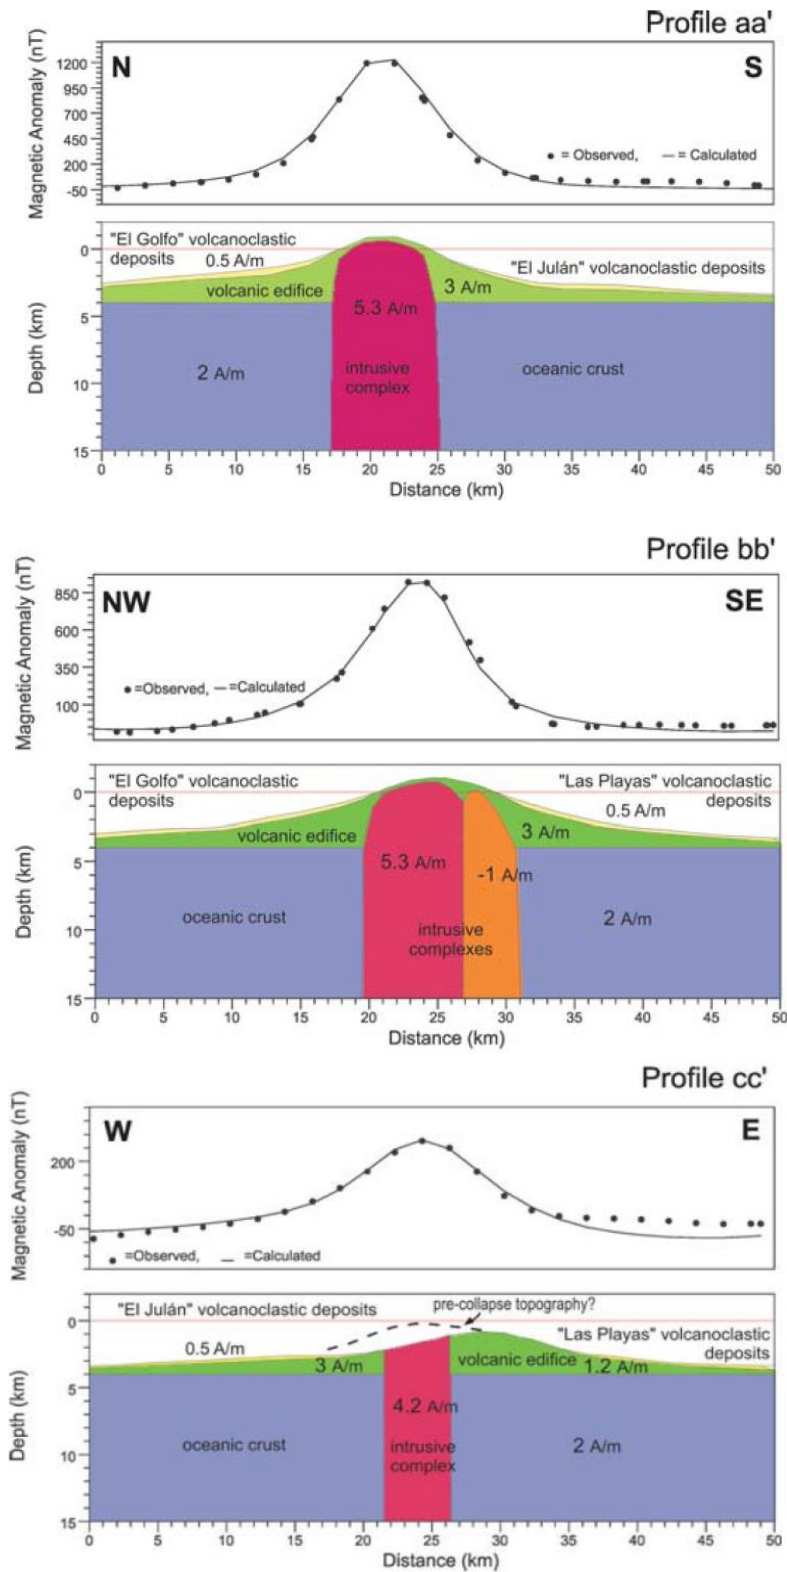 Profile aa'
Magnetic Anomaly (nT)
1200
950
700
450
200
-50
N
S
• = Observed, — = Calculated
"El Golfo" volcanoclastic
deposits
0.5 A/m
"El Julán" volcanoclastic deposits
volcanic edifice
3 A/m
5.3 A/m
2 A/m
intrusive
complex
oceanic crust
Depth (km)
0
5
10
15
0 5 10 15 20 25 30 35 40 45 50
Distance (km)
Profile bb'
Magnetic Anomaly (nT)
850
600
350
100
NW
SE
•=Observed, —=Calculated
"El Golfo" volcanoclastic
deposits
"Las Playas" volcanoclastic
deposits
0.5 A/m
volcanic edifice
3 A/m
5.3 A/m
-1 A/m
oceanic crust
2 A/m
intrusive
complexes
Depth (km)
0
5
10
15
0 5 10 15 20 25 30 35 40 45 50
Distance (km)
Profile cc'
Magnetic Anomaly (nT)
200
-50
W
E
•=Observed, — =Calculated
"El Julán" volcanoclastic deposits
pre-collapse topography?
"Las Playas" volcanoclastic
deposits
0.5 A/m
3 A/m
volcanic edifice
1.2 A/m
4.2 A/m
oceanic crust
intrusive
complex
2 A/m
Depth (km)
0
5
10
15
0 5 10 15 20 25 30 35 40 45 50
Distance (km)